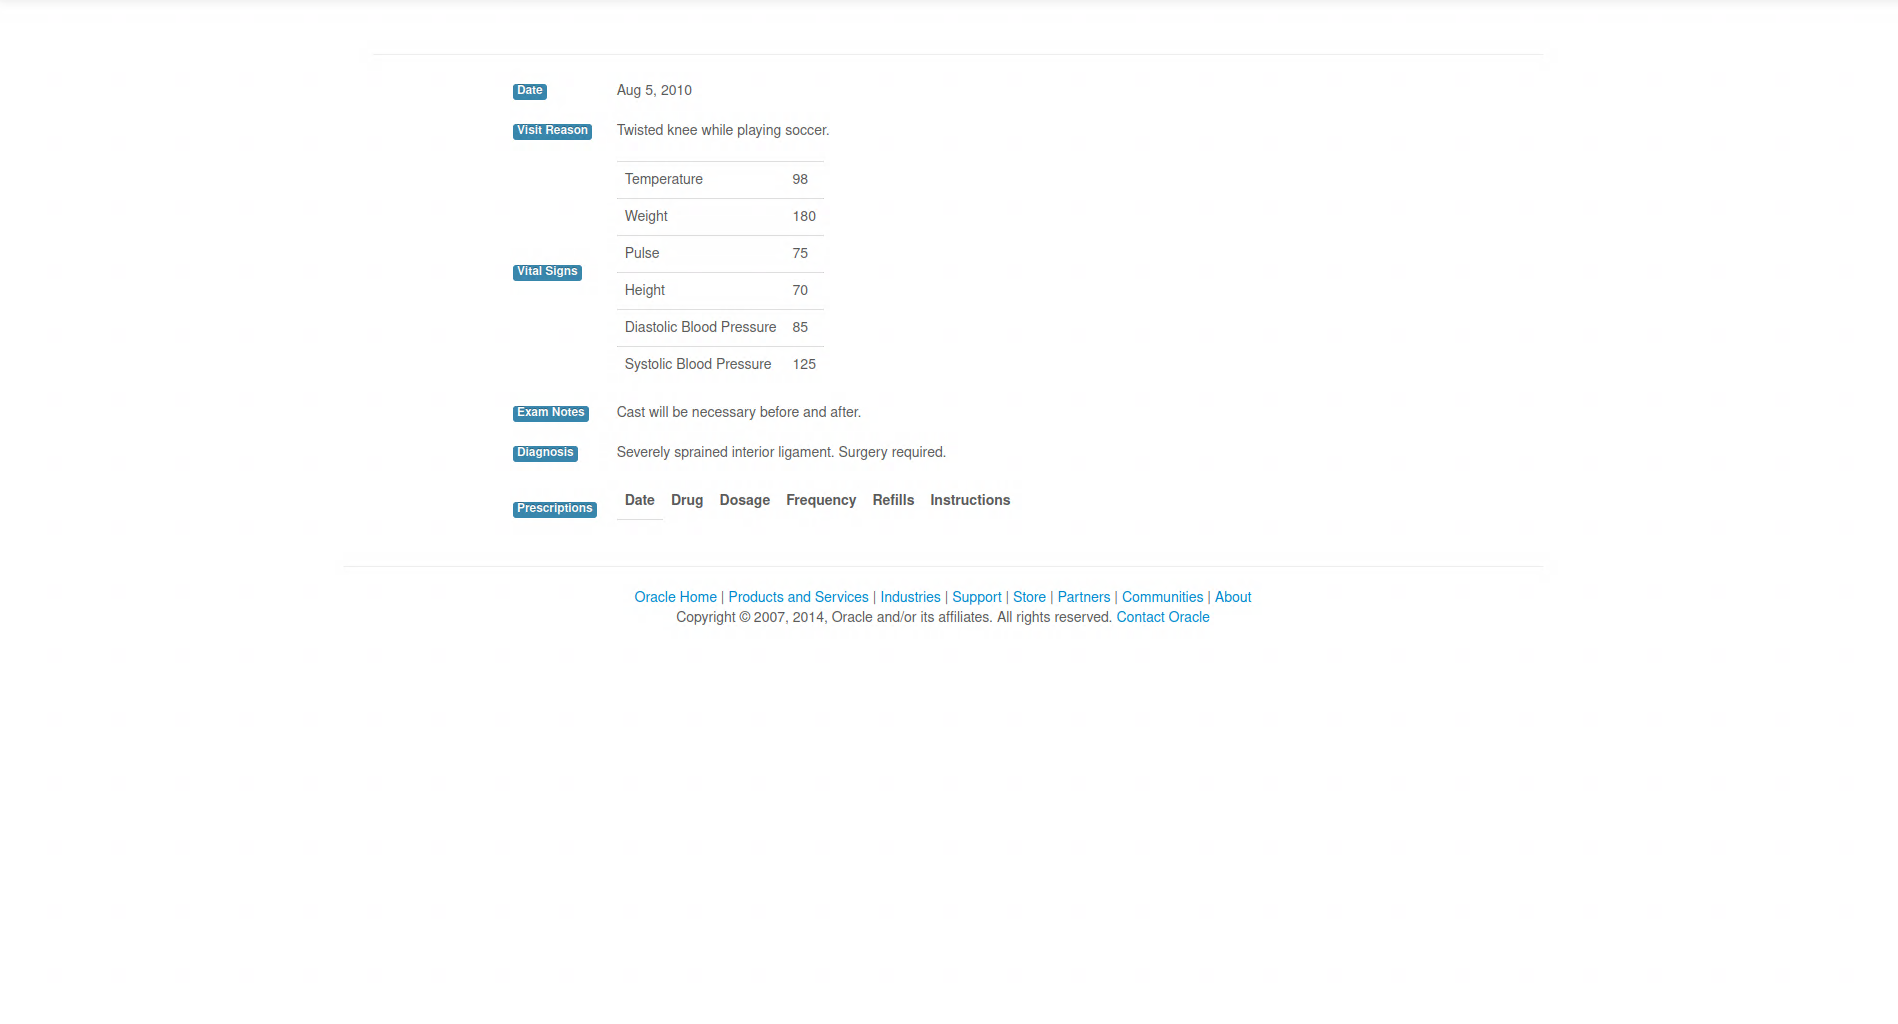 Date Aug 5, 2010
Visit Reason Twisted knee while playing soccer.
Temperature 98
Weight 180
Pulse 75
Vital Signs
Height 70
Diastolic Blood Pressure 85
Systolic Blood Pressure 125
Exam Notes Cast will be necessary before and after.
Diagnosis Severely sprained interior ligament. Surgery required.
Prescriptions Date Drug Dosage Frequency Refills Instructions
Oracle Home | Products and Services | Industries | Support | Store | Partners | Communities | About
Copyright © 2007, 2014, Oracle and/or its affiliates. All rights reserved. Contact Oracle